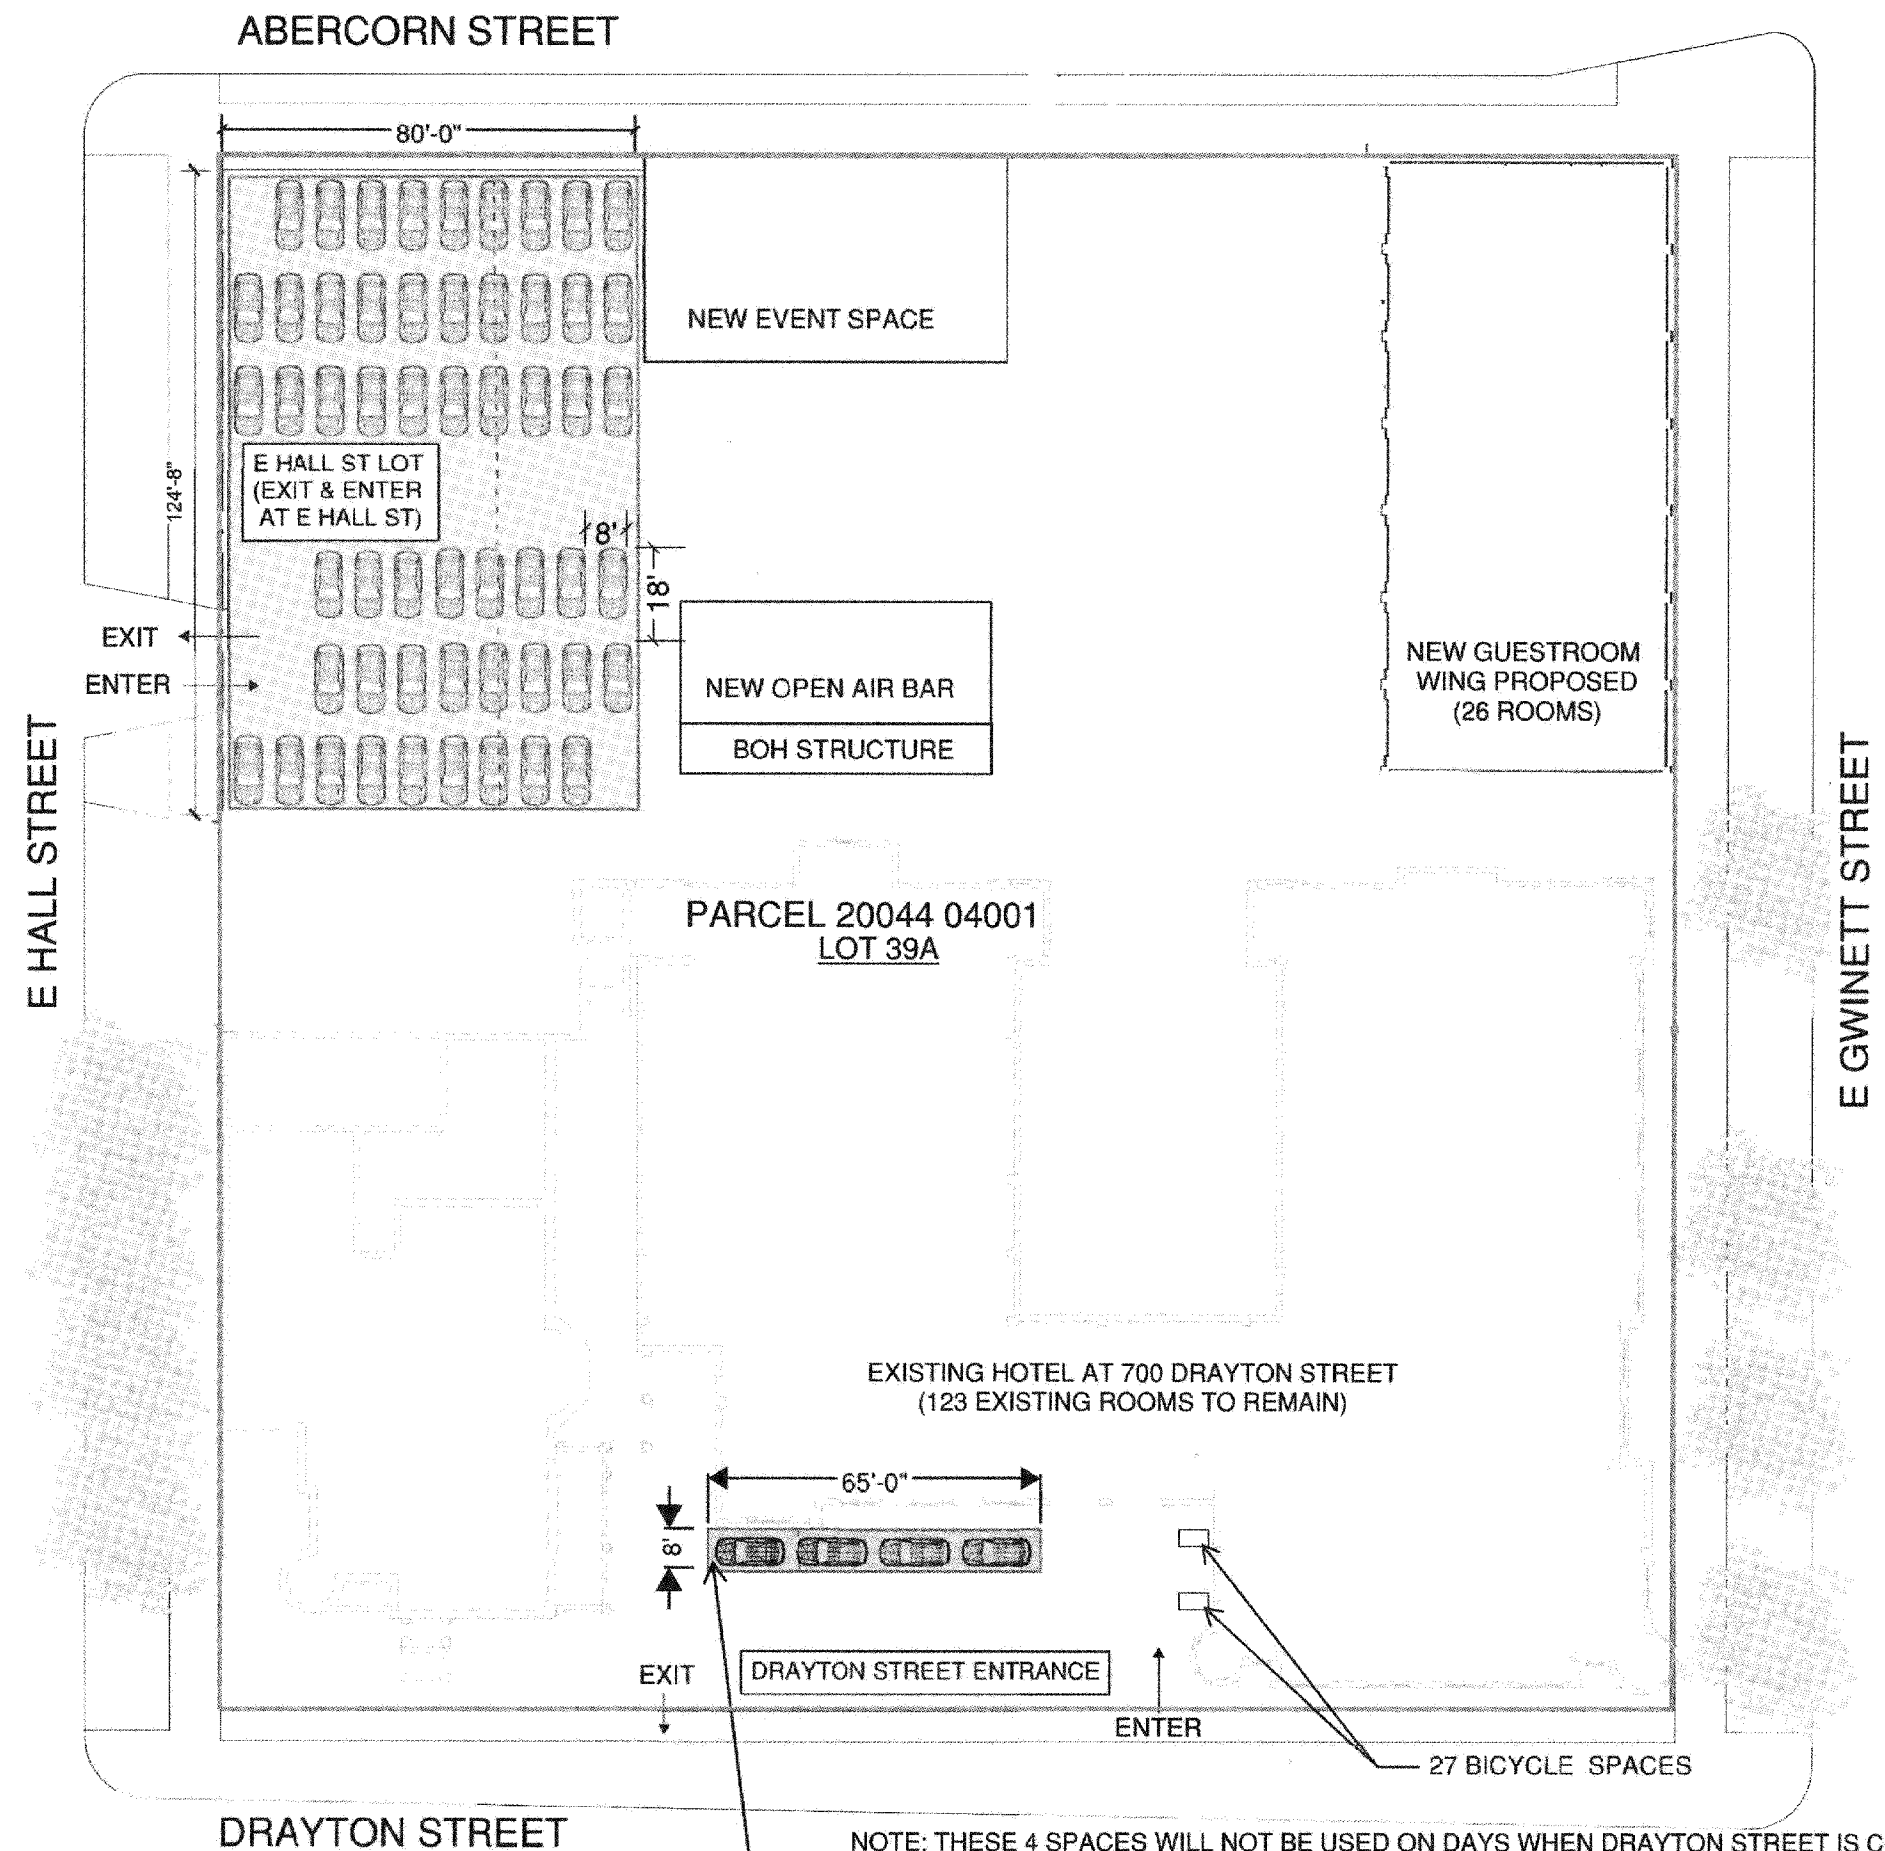 ABERCORN STREET
80'-0"
NEW EVENT SPACE
124'-8"
E HALL ST LOT
(EXIT & ENTER
AT E HALL ST)
8'
18'
EXIT
ENTER
NEW OPEN AIR BAR
BOH STRUCTURE
NEW GUESTROOM
WING PROPOSED
(26 ROOMS)
E HALL STREET
E GWINETT STREET
PARCEL 20044 04001
LOT 39A
EXISTING HOTEL AT 700 DRAYTON STREET
(123 EXISTING ROOMS TO REMAIN)
65'-0"
8'
EXIT
DRAYTON STREET ENTRANCE
ENTER
27 BICYCLE SPACES
DRAYTON STREET
NOTE: THESE 4 SPACES WILL NOT BE USED ON DAYS WHEN DRAYTON STREET IS C